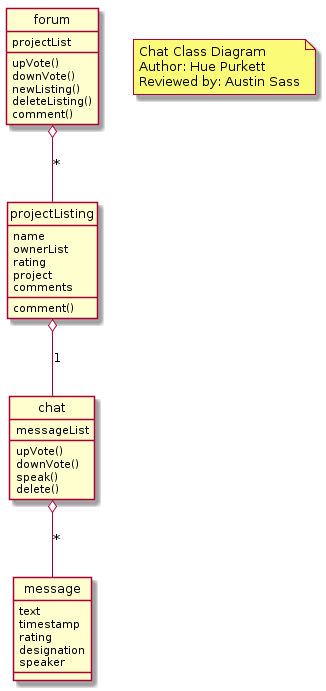 forum
projectList
upVote()
downVote()
newListing()
deleteListing()
comment()
Chat Class Diagram
Author: Hue Purkett
Reviewed by: Austin Sass
*
projectListing
name
ownerList
rating
project
comments
comment()
1
chat
messageList
upVote()
downVote()
speak()
delete()
*
message
text
timestamp
rating
designation
speaker